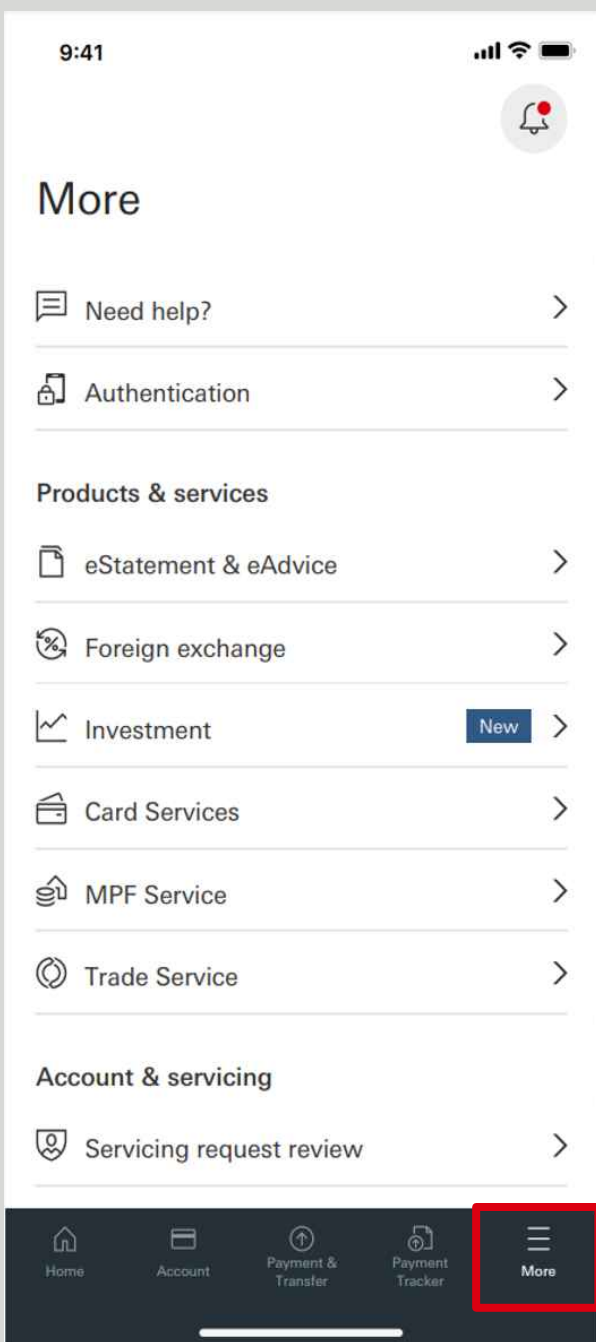 9:41
More
Need help?
Authentication
Products & services
eStatement & eAdvice
Foreign exchange
Investment New
Card Services
MPF Service
Trade Service
Account & servicing
Servicing request review
Home Account Payment & Transfer Payment Tracker More